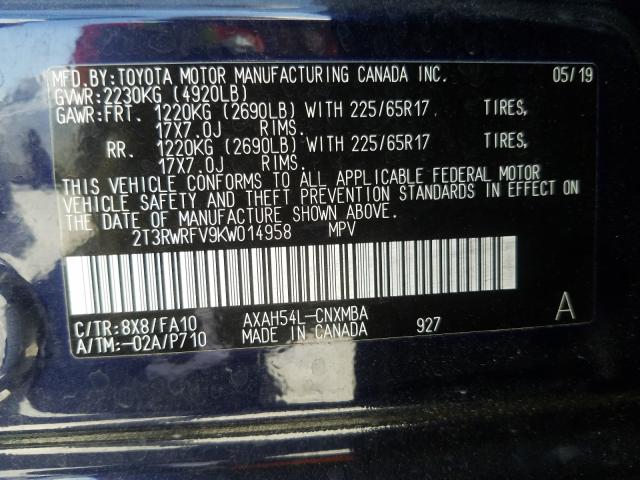 MFD.BY:TOYOTA MOTOR MANUFACTURING CANADA INC. 05/19
GVWR:2230KG (4920LB)
GAWR:FRT. 1220KG (2690LB) WITH 225/65R17 TIRES,
17X7.0J RIMS.
RR. 1220KG (2690LB) WITH 225/65R17 TIRES,
17X7.0J RIMS.
THIS VEHICLE CONFORMS TO ALL APPLICABLE FEDERAL MOTOR
VEHICLE SAFETY AND THEFT PREVENTION STANDARDS IN EFFECT ON
THE DATE OF MANUFACTURE SHOWN ABOVE.
2T3RWRFV9KW014958 MPV
C/TR:8X8/FA10 AXAH54L-CNXMBA A
A/TM:-02A/P710 MADE IN CANADA 927